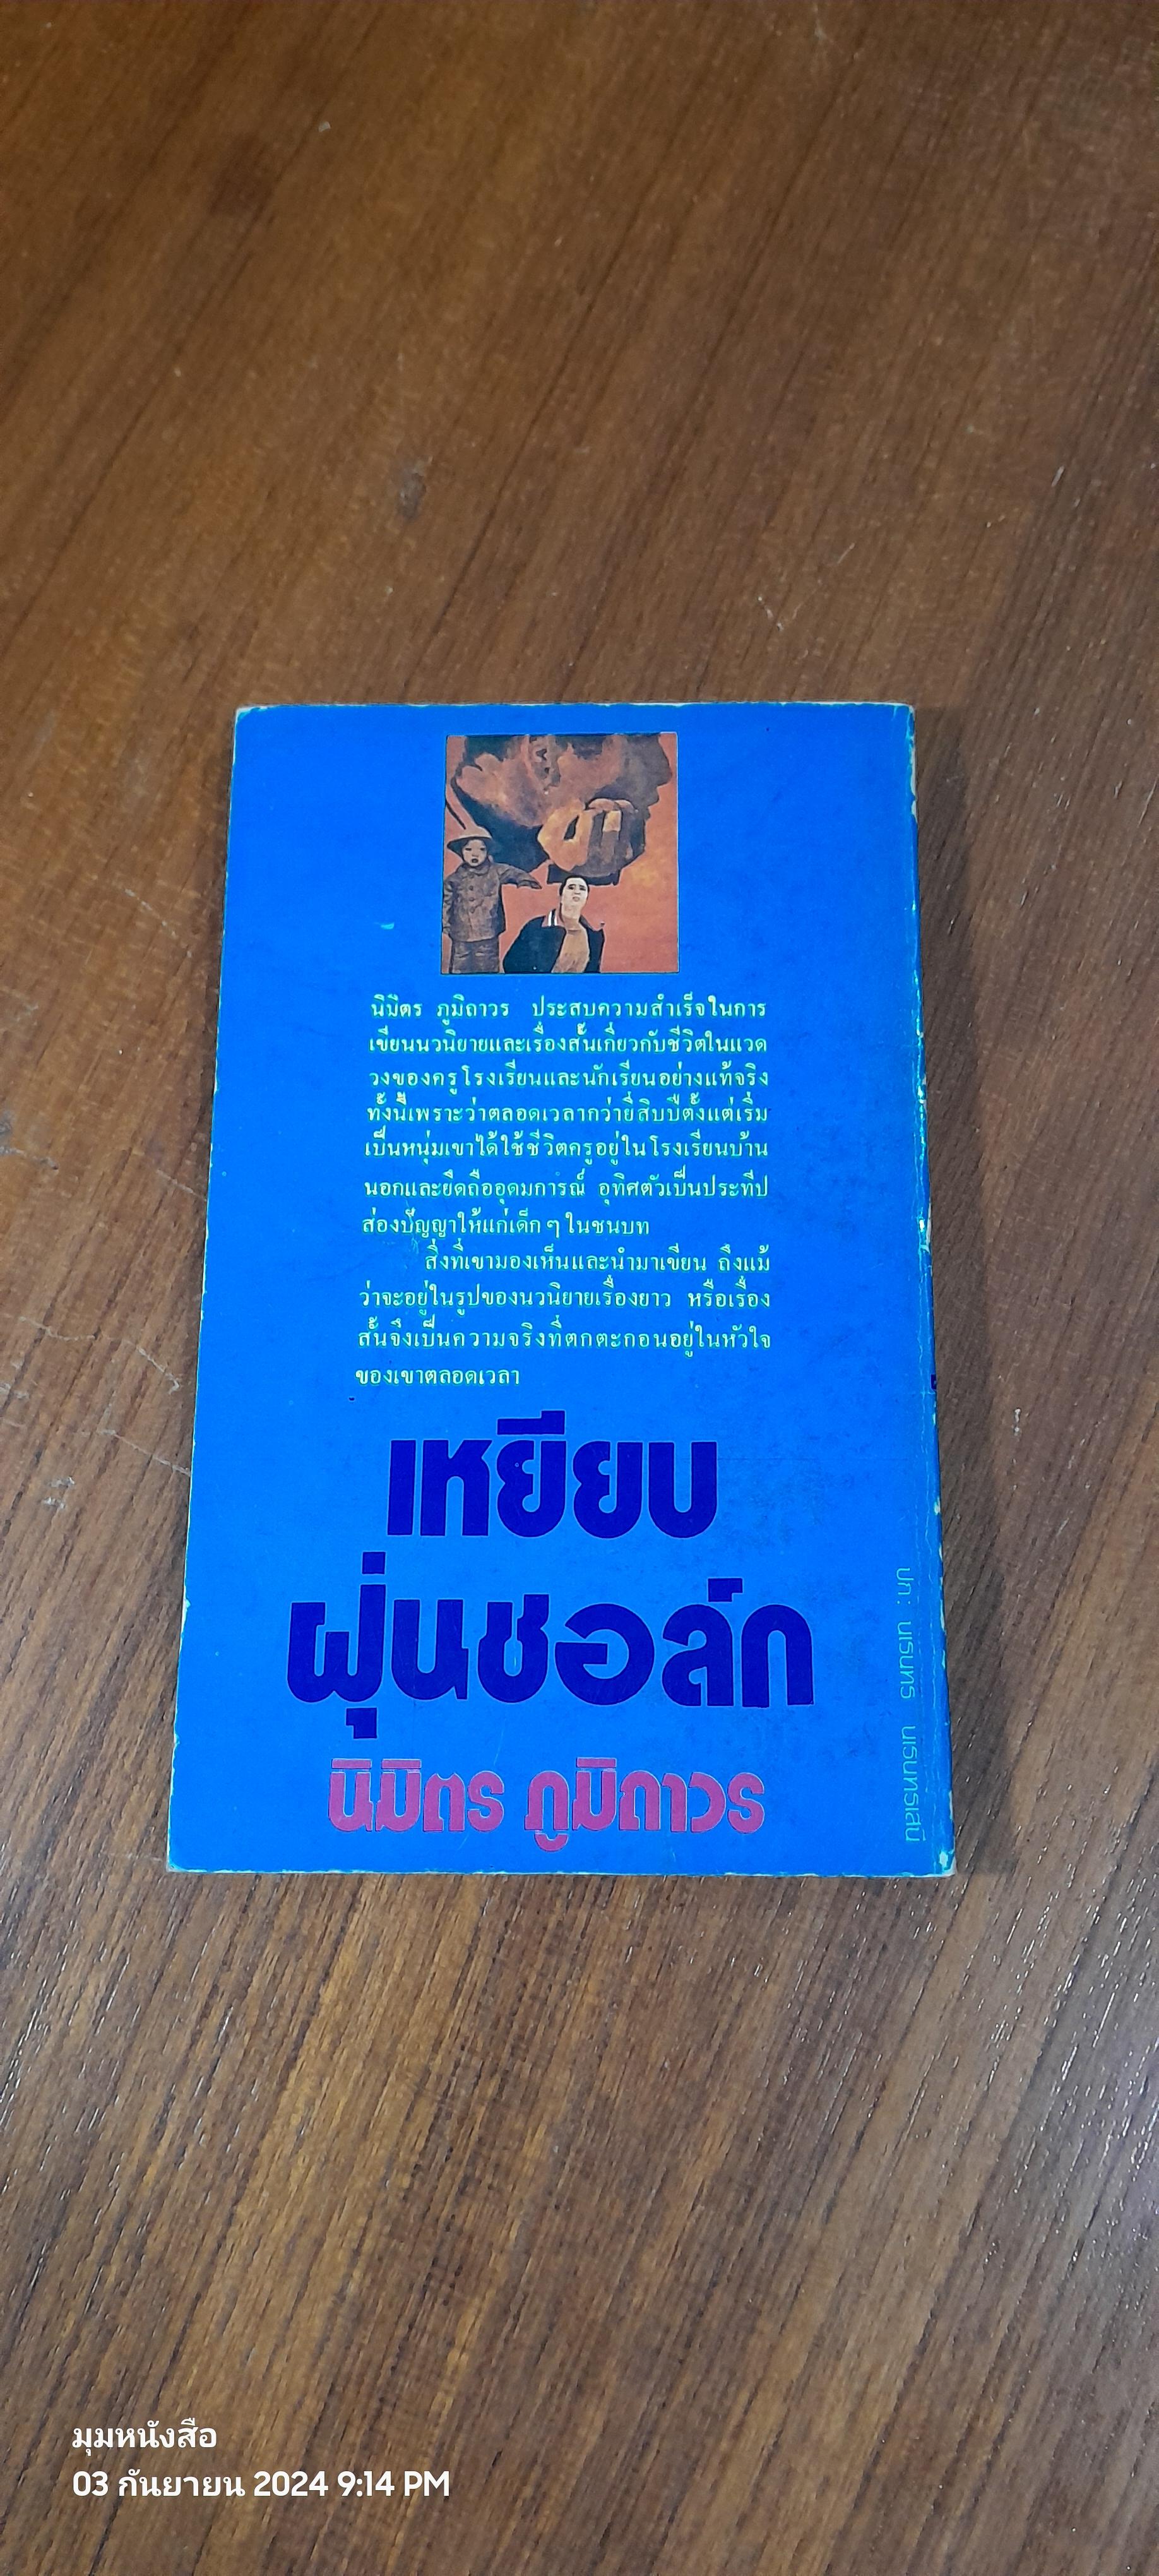 นิมิตร ภูมิถาวร ประสบความสำเร็จในการ
เขียนนวนิยายและเรื่องสั้นเกี่ยวกับชีวิตในแวด
วงของครูโรงเรียนและนักเรียนอย่างแท้จริง
ทั้งนี้เพราะว่าตลอดเวลากว่ายี่สิบปีตั้งแต่เริ่ม
เป็นหนุ่มเขาได้ใช้ชีวิตครูอยู่ในโรงเรียนบ้าน
นอกและยึดถืออุดมการณ์ อุทิศตัวเป็นประทีป
ส่องปัญญาให้แก่เด็กๆในชนบท
สิ่งที่เขามองเห็นและนำมาเขียน ถึงแม้
ว่าจะอยู่ในรูปของนวนิยายเรื่องยาว หรือเรื่อง
สั้นจึงเป็นความจริงที่ตกตะกอนอยู่ในหัวใจ
ของเขาตลอดเวลา
เหยียบ
ฝุ่นชอล์ก
นิมิตร ภูมิถาวร
ปก: นเรนทร นเรนทรเสนี
มุมหนังสือ
03 กันยายน 2024 9:14 PM